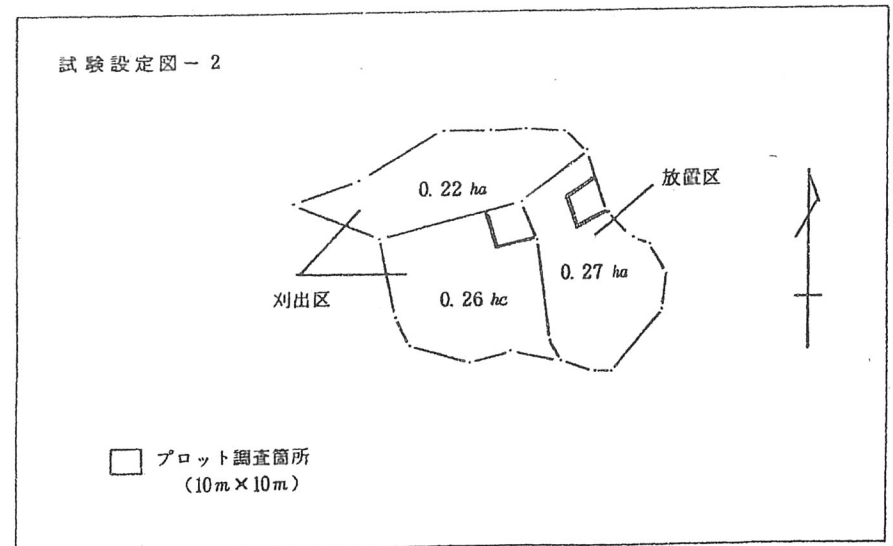 試験設定図－2
0.22 ha
放置区
0.27 ha
刈出区
0.26 hc
プロット調査箇所
(10m×10m)